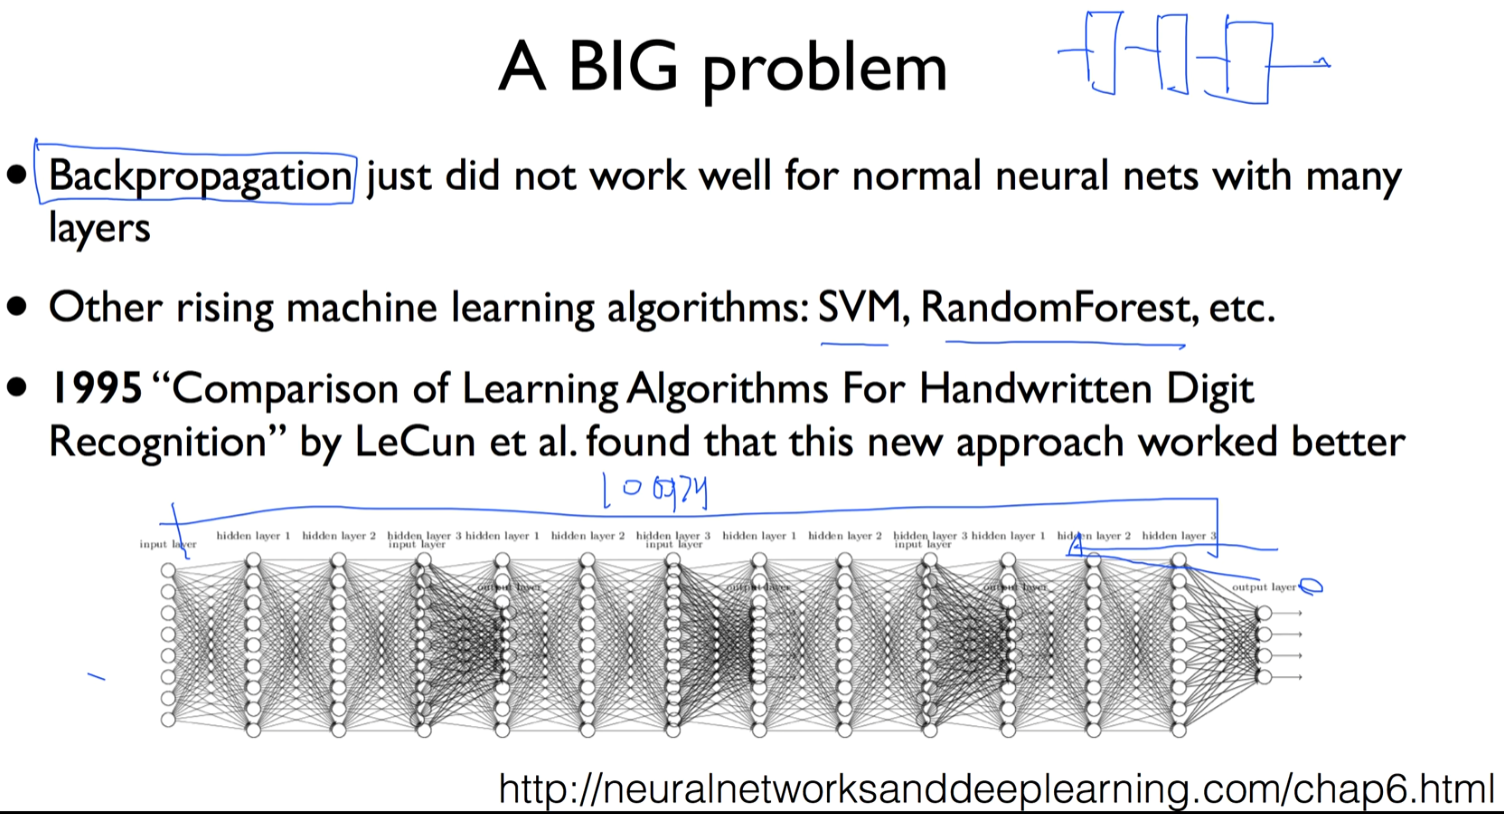 A BIG problem
• Backpropagation just did not work well for normal neural nets with many
layers
• Other rising machine learning algorithms: SVM, RandomForest, etc.
• 1995 “Comparison of Learning Algorithms For Handwritten Digit
Recognition” by LeCun et al. found that this new approach worked better
input layer
hidden layer 1
hidden layer 2
hidden layer 3
input layer
hidden layer 1
output layer
hidden layer 2
hidden layer 3
input layer
hidden layer 1
output layer
hidden layer 2
hidden layer 3
input layer
hidden layer 1
output layer
hidden layer 2
hidden layer 3
output layer
http://neuralnetworksanddeeplearning.com/chap6.html